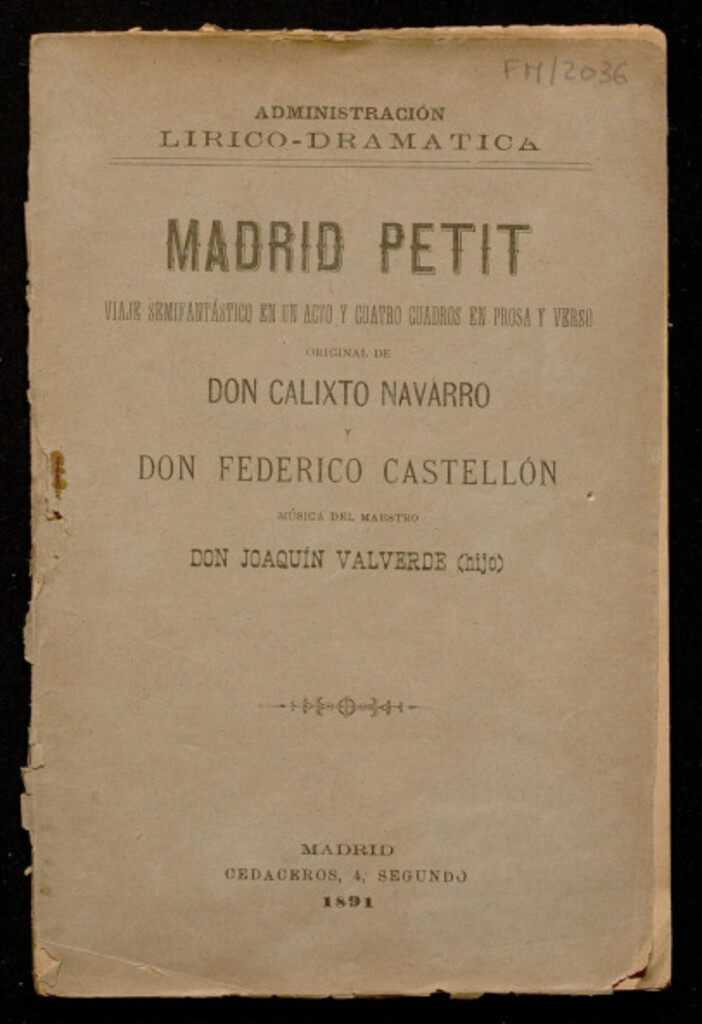 FM/2036
ADMINISTRACIÓN
LIRICO-DRAMATICA
MADRID PETIT
VIAJE SEMIFANTÁSTICO EN UN ACTO Y CUATRO CUADROS EN PROSA Y VERSO
ORIGINAL DE
DON CALIXTO NAVARRO
Y
DON FEDERICO CASTELLÓN
MÚSICA DEL MAESTRO
DON JOAQUÍN VALVERDE (hijo)
MADRID
CEDACEROS, 4, SEGUNDO
1891